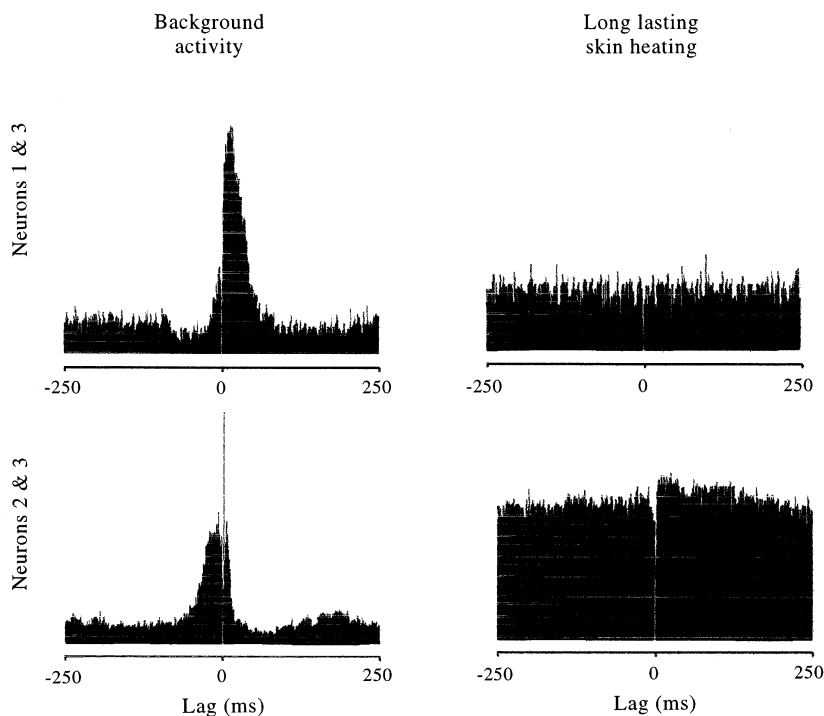 Background
activity
Long lasting
skin heating
Neurons 1 & 3
-250 0 250
-250 0 250
Neurons 2 & 3
-250 0 250
Lag (ms)
-250 0 250
Lag (ms)